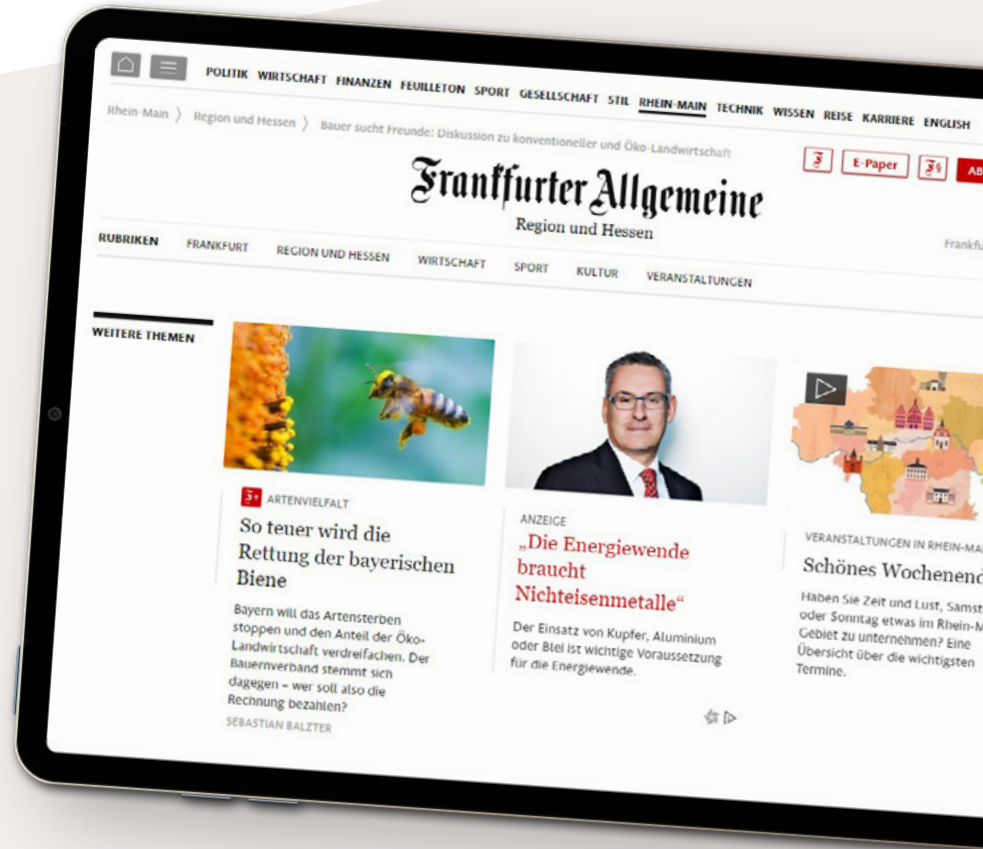 POLITIK WIRTSCHAFT FINANZEN FEUILLETON SPORT GESELLSCHAFT STIL RHEIN-MAIN TECHNIK WISSEN REISE KARRIERE ENGLISH
Rhein-Main 〉 Region und Hessen 〉 Bauer sucht Freunde: Diskussion zu konventioneller und Öko-Landwirtschaft
E-Paper
Frankfurter Allgemeine
Region und Hessen
RUBRIKEN FRANKFURT REGION UND HESSEN WIRTSCHAFT SPORT KULTUR VERANSTALTUNGEN
WEITERE THEMEN
ARTENVIELFALT
So teuer wird die
Rettung der bayerischen
Biene
Bayern will das Artensterben
stoppen und den Anteil der Öko-
Landwirtschaft verdreifachen. Der
Bauernverband stemmt sich
dagegen – wer soll also die
Rechnung bezahlen?
SEBASTIAN BALZTER
ANZEIGE
„Die Energiewende
braucht
Nichteisenmetalle“
Der Einsatz von Kupfer, Aluminium
oder Blei ist wichtige Voraussetzung
für die Energiewende.
VERANSTALTUNGEN IN
Schönes
Haben Sie Zeit und Lust,
oder Sonntag etwas im
Gebiet zu unternehmen? Eine
Übersicht über die wichtigsten
Termine.